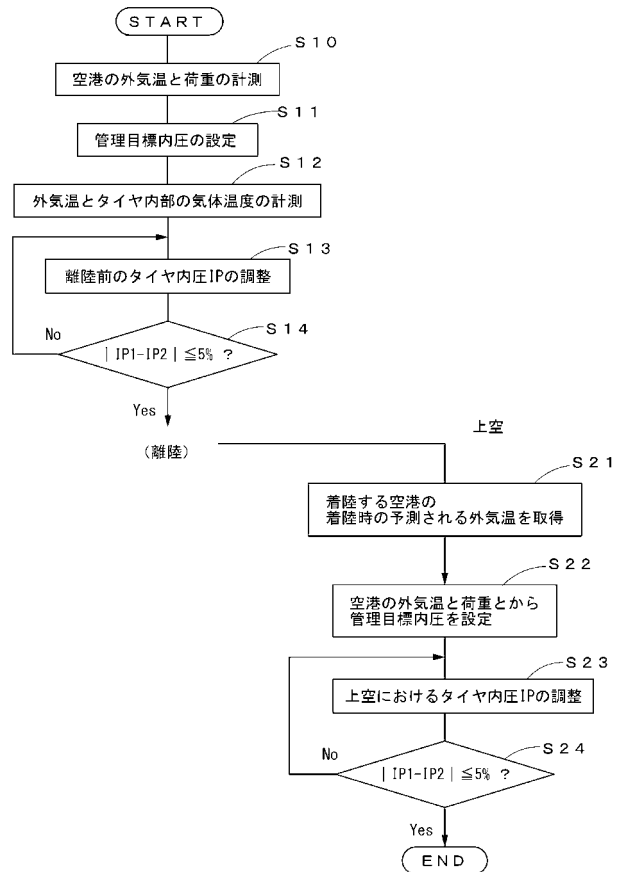 START
S10
空港の外気温と荷重の計測
S11
管理目標内圧の設定
S12
外気温とタイヤ内部の気体温度の計測
S13
離陸前のタイヤ内圧IPの調整
S14
No
| IP1-IP2 | ≦5% ?
Yes
(離陸)
上空
S21
着陸する空港の
着陸時の予測される外気温を取得
S22
空港の外気温と荷重とから
管理目標内圧を設定
S23
上空におけるタイヤ内圧IPの調整
S24
No
| IP1-IP2 | ≦5% ?
Yes
END